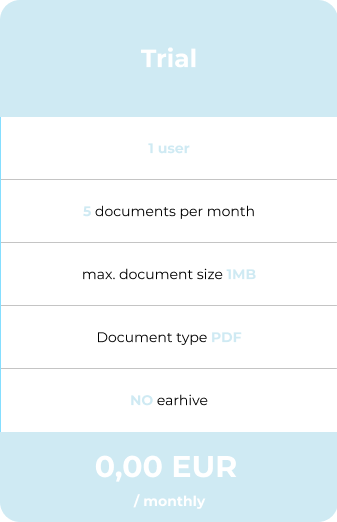 Trial
1 user
5 documents per month
max. document size 1MB
Document type PDF
NO earhive
0,00 EUR
/ monthly